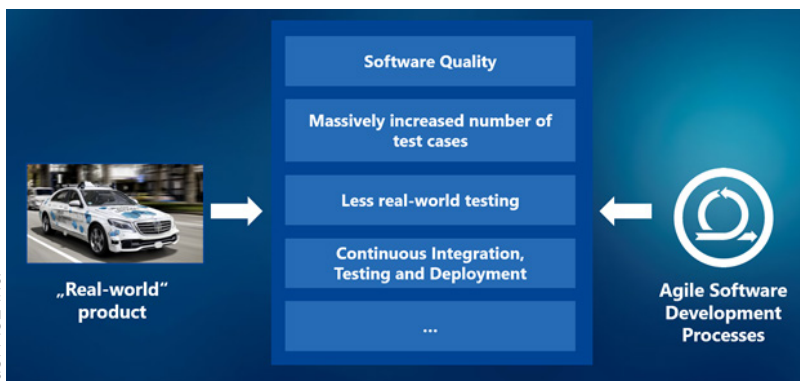 Software Quality
Massively increased number of
test cases
Less real-world testing
Continuous Integration,
Testing and Deployment
...
„Real-world“
product
Agile Software
Development
Processes